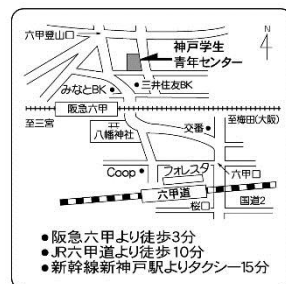 六甲登山口
神戸学生
青年センター
N
みなとBK
三井住友BK
阪急六甲
至三宮
八幡神社
交番
至梅田(大阪)
Coop
フォレスタ
六甲口
六甲道
桜口
国道2
●阪急六甲より徒歩3分
●JR六甲道より徒歩10分
●新幹線新神戸駅よりタクシー15分